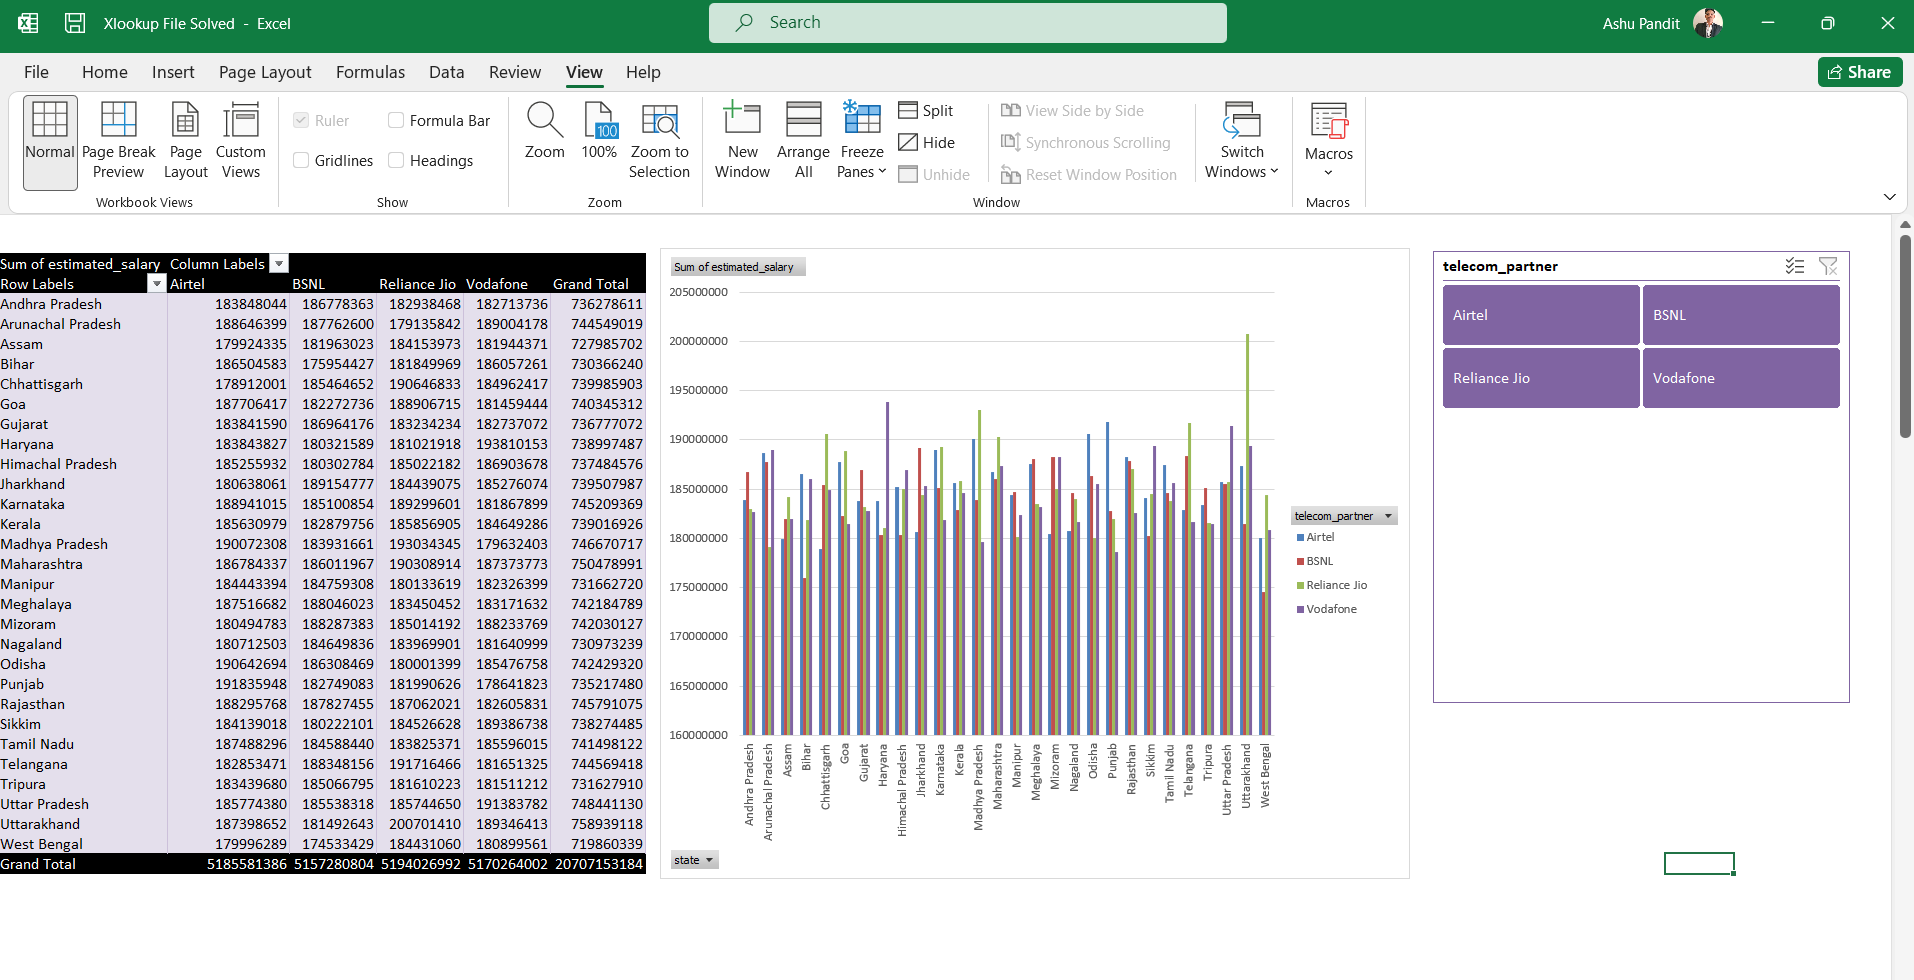 Xlookup File Solved - Excel
Search
Ashu Pandit
File Home Insert Page Layout Formulas Data Review View Help
Share
Normal
Page Break Preview
Page Layout
Custom Views
Workbook Views
Ruler
Formula Bar
Gridlines
Headings
Show
Zoom
100
100%
Zoom to Selection
Zoom
New Window
Arrange All
Freeze Panes
Split
Hide
Unhide
View Side by Side
Synchronous Scrolling
Reset Window Position
Window
Switch Windows
Macros
Macros
Sum of estimated_salary Column Labels
Row Labels Airtel BSNL Reliance Jio Vodafone Grand Total
Andhra Pradesh 183848044 186778363 182938468 182713736 736278611
Arunachal Pradesh 188646399 187762600 179135842 189004178 744549019
Assam 179924335 181963023 184153973 181944371 727985702
Bihar 186504583 175954427 181849969 186057261 730366240
Chhattisgarh 178912001 185464652 190646833 184962417 739985903
Goa 187706417 182272736 188906715 181459444 740345312
Gujarat 183841590 186964176 183234234 182737072 736777072
Haryana 183843827 180321589 181021918 193810153 738997487
Himachal Pradesh 185255932 180302784 185022182 186903678 737484576
Jharkhand 180638061 189154777 184439075 185276074 739507987
Karnataka 188941015 185100854 189299601 181867899 745209369
Kerala 185630979 182879756 185856905 184649286 739016926
Madhya Pradesh 190072308 183931661 193034345 179632403 746670717
Maharashtra 186784337 186011967 190308914 187373773 750478991
Manipur 184443394 184759308 180133619 182326399 731662720
Meghalaya 187516682 188046023 183450452 183171632 742184789
Mizoram 180494783 188287383 185014192 188233769 742030127
Nagaland 180712503 184649836 183969901 181640999 730973239
Odisha 190642694 186308469 180001399 185476758 742429320
Punjab 191835948 182749083 181990626 178641823 735217480
Rajasthan 188295768 187827455 187062021 182605831 745791075
Sikkim 184139018 180222101 184526628 189386738 738274485
Tamil Nadu 187488296 184588440 183825371 185596015 741498122
Telangana 182853471 188348156 191716466 181651325 744569418
Tripura 183439680 185066795 181610223 181511212 731627910
Uttar Pradesh 185774380 185538318 185744650 191383782 748441130
Uttarakhand 187398652 181492643 200701410 189346413 758939118
West Bengal 179996289 174533429 184431060 180899561 719860339
Grand Total 5185581386 5157280804 5194026992 5170264002 20707153184
Sum of estimated_salary
205000000
200000000
195000000
190000000
185000000
180000000
175000000
170000000
165000000
160000000
Andhra Pradesh
Arunachal Pradesh
Assam
Bihar
Chhattisgarh
Goa
Gujarat
Haryana
Himachal Pradesh
Jharkhand
Karnataka
Kerala
Madhya Pradesh
Maharashtra
Manipur
Meghalaya
Mizoram
Nagaland
Odisha
Punjab
Rajasthan
Sikkim
Tamil Nadu
Telangana
Tripura
Uttar Pradesh
Uttarakhand
West Bengal
state
telecom_partner
Airtel
BSNL
Reliance Jio
Vodafone
telecom_partner
Airtel BSNL
Reliance Jio Vodafone